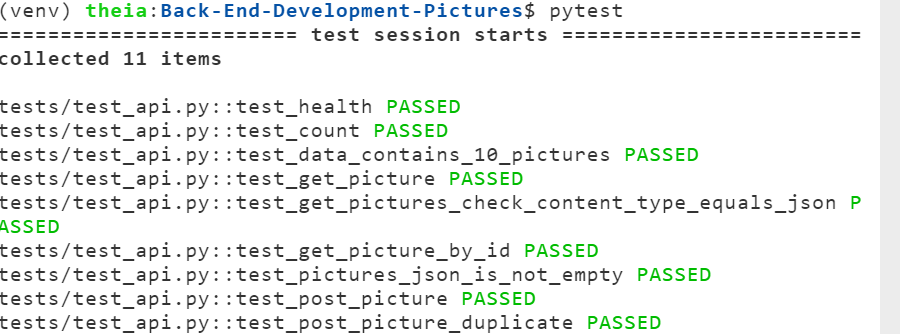 (venv) theia:Back-End-Development-Pictures$ pytest
======================== test session starts ========================
collected 11 items
tests/test_api.py::test_health PASSED
tests/test_api.py::test_count PASSED
tests/test_api.py::test_data_contains_10_pictures PASSED
tests/test_api.py::test_get_picture PASSED
tests/test_api.py::test_get_pictures_check_content_type_equals_json P
ASSED
tests/test_api.py::test_get_picture_by_id PASSED
tests/test_api.py::test_pictures_json_is_not_empty PASSED
tests/test_api.py::test_post_picture PASSED
tests/test_api.py::test_post_picture_duplicate PASSED